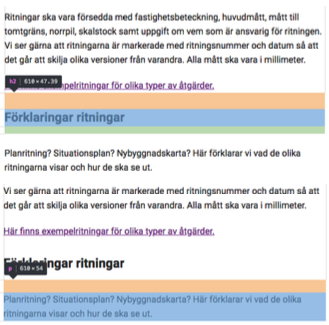 Ritningar ska vara försedda med fastighetsbeteckning, huvudmått, mått till
tomtgräns, norrpil, skalstock samt uppgift om vem som är ansvarig för ritningen.
Vi ser gärna att ritningarna är markerade med ritningsnummer och datum så att
det går att skilja olika versioner från varandra. Alla mått ska vara i millimeter.
h2 610×47.39
för olika typer av åtgärder.
Förklaringar ritningar
Planritning? Situationsplan? Nybyggnadskarta? Här förklarar vi vad de olika
ritningarna visar och hur de ska se ut.
Vi ser gärna att ritningarna är markerade med ritningsnummer och datum så att
det går att skilja olika versioner från varandra. Alla mått ska vara i millimeter.
Här finns exempelritningar för olika typer av åtgärder.
Förklaringar ritningar
p 610×54
Planritning? Situationsplan? Nybyggnadskarta? Här förklarar vi vad de olika
ritningarna visar och hur de ska se ut.